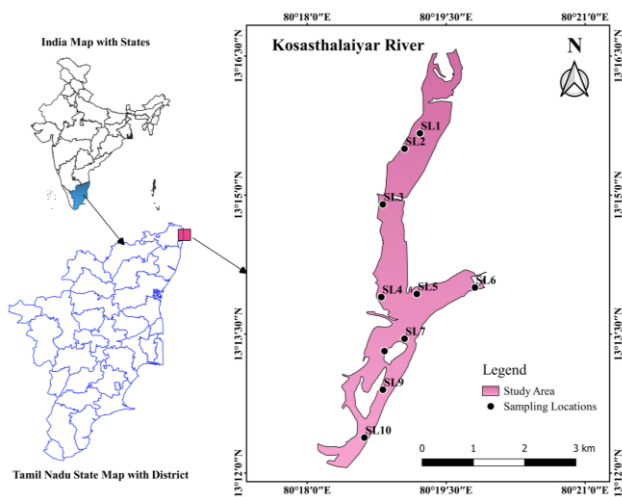 India Map with States
Tamil Nadu State Map with District
80°18'0"N 80°19'30"N 80°21'0"N
Kosasthalaiyar River
N
13°16'30"N
13°15'0"N
13°13'30"N
13°12'0"N
SL1
SL2
SL3
SL4
SL5
SL6
SL7
SL9
SL10
Legend
Study Area
Sampling Locations
0 1 2 3 km
13°16'30"N
13°15'0"N
13°13'30"N
13°12'0"N
80°18'0"N 80°19'30"N 80°21'0"N